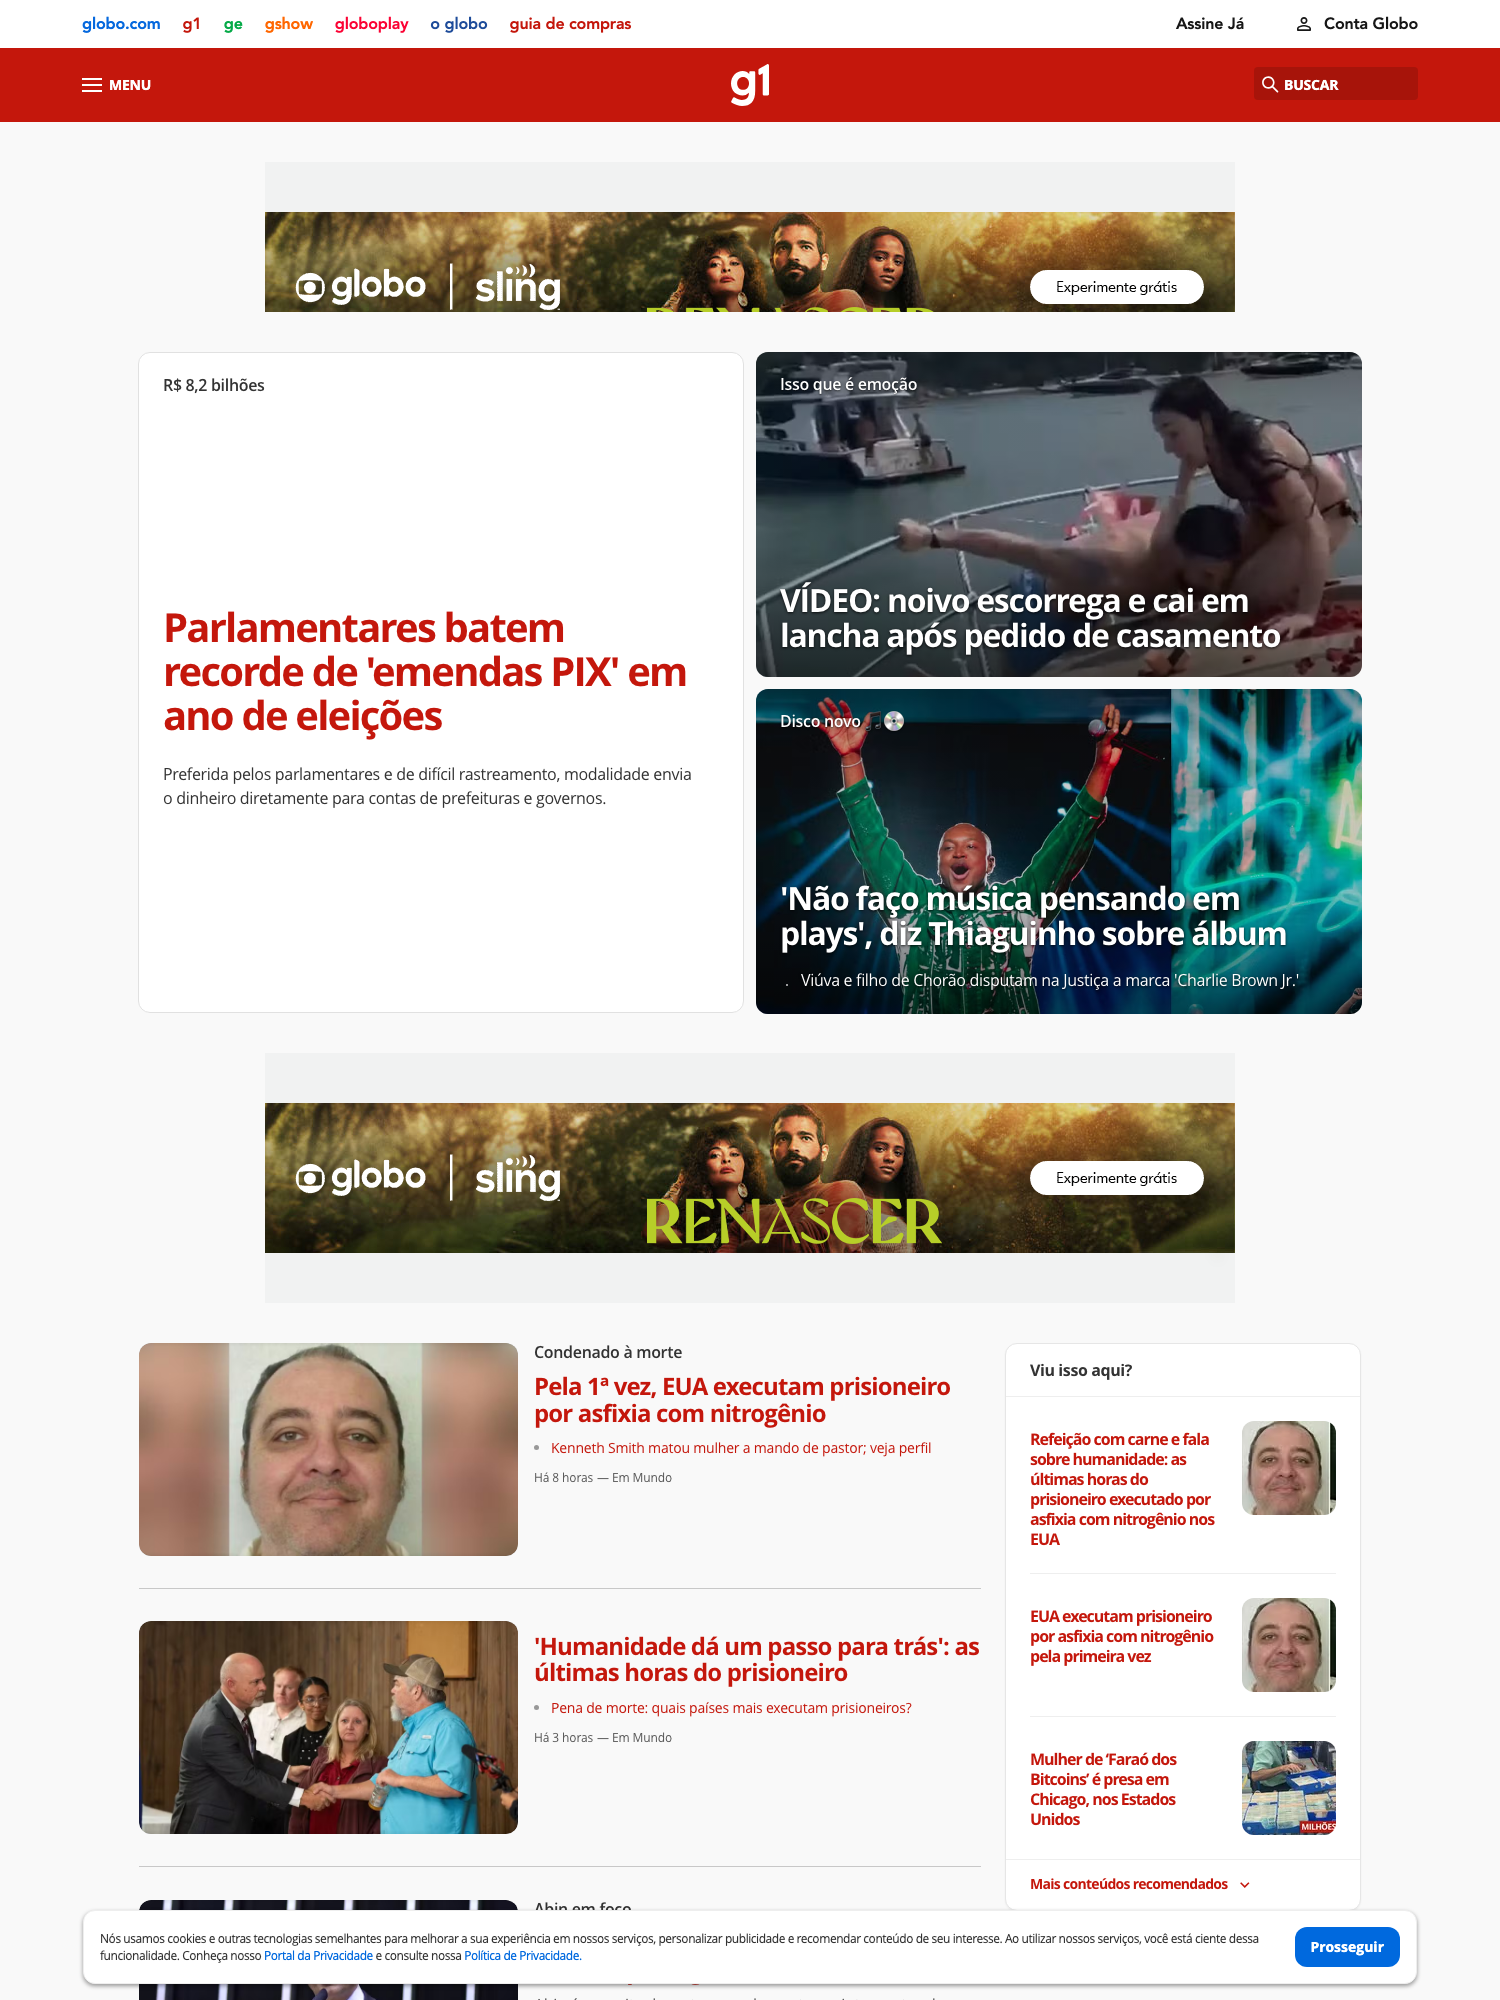 globo.com g1 ge gshow globoplay o globo guia de compras Assine Já Conta Globo
MENU g1 BUSCAR
globo sling Experimente grátis
R$ 8,2 bilhões
Parlamentares batem
recorde de 'emendas PIX' em
ano de eleições
Preferida pelos parlamentares e de difícil rastreamento, modalidade envia
o dinheiro diretamente para contas de prefeituras e governos.
Isso que é emoção
VÍDEO: noivo escorrega e cai em
lancha após pedido de casamento
Disco novo 🎵💿
'Não faço música pensando em
plays', diz Thiaguinho sobre álbum
. Viúva e filho de Chorão disputam na Justiça a marca 'Charlie Brown Jr.'
globo sling Experimente grátis
RENASCER
Condenado à morte
Pela 1ª vez, EUA executam prisioneiro
por asfixia com nitrogênio
• Kenneth Smith matou mulher a mando de pastor; veja perfil
Há 8 horas — Em Mundo
'Humanidade dá um passo para trás': as
últimas horas do prisioneiro
• Pena de morte: quais países mais executam prisioneiros?
Há 3 horas — Em Mundo
Abin em foco
Viu isso aqui?
Refeição com carne e fala
sobre humanidade: as
últimas horas do
prisioneiro executado por
asfixia com nitrogênio nos
EUA
EUA executam prisioneiro
por asfixia com nitrogênio
pela primeira vez
Mulher de 'Faraó dos
Bitcoins' é presa em
Chicago, nos Estados
Unidos
MILHÕES
Mais conteúdos recomendados
Nós usamos cookies e outras tecnologias semelhantes para melhorar a sua experiência em nossos serviços, personalizar publicidade e recomendar conteúdo de seu interesse. Ao utilizar nossos serviços, você está ciente dessa
funcionalidade. Conheça nosso Portal da Privacidade e consulte nossa Política de Privacidade.
Prosseguir